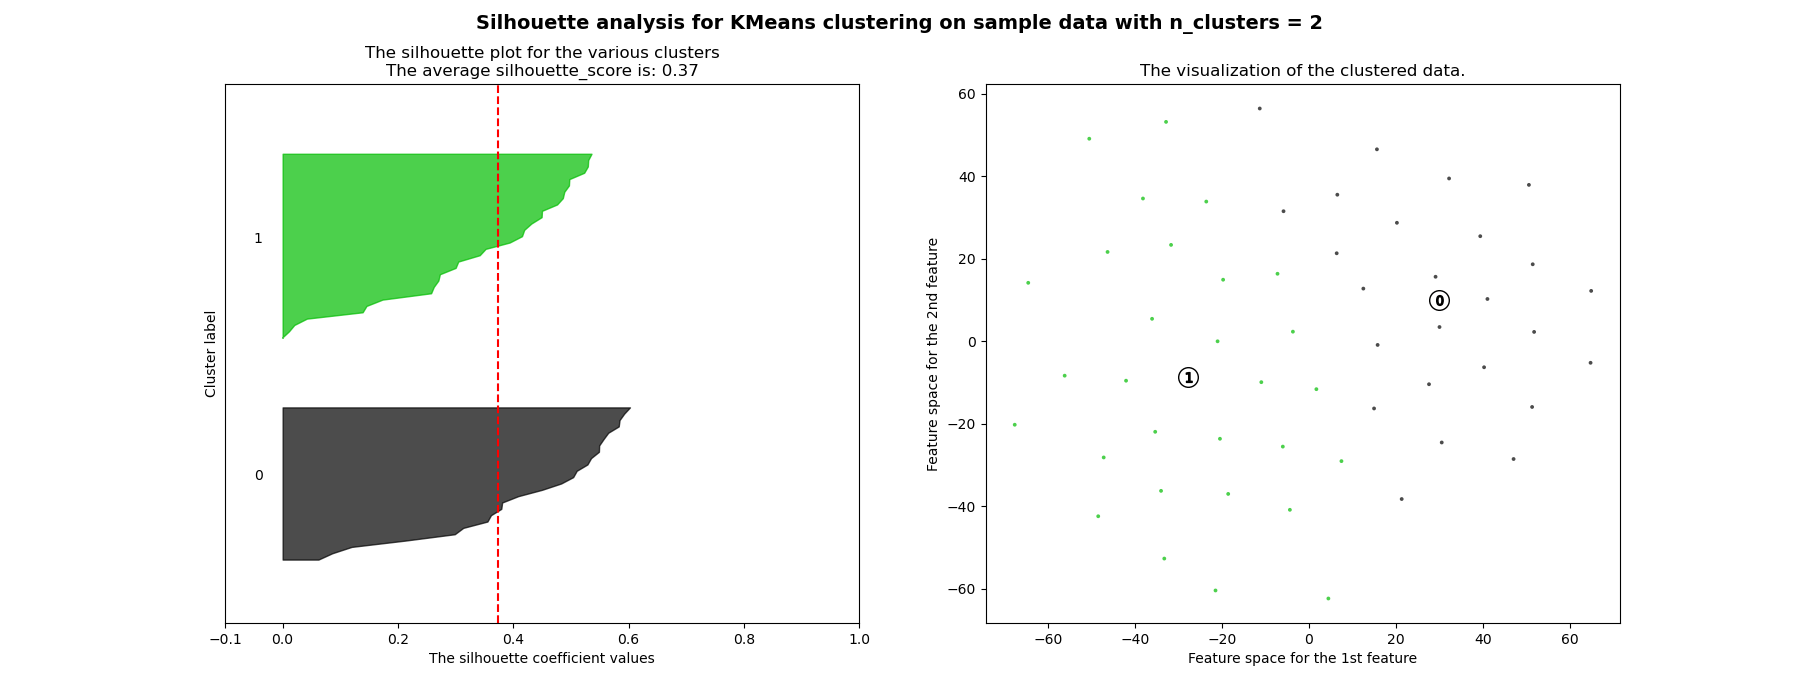 Silhouette analysis for KMeans clustering on sample data with n_clusters = 2
The silhouette plot for the various clusters
The average silhouette_score is: 0.37
Cluster label
1
0
−0.1 0.0 0.2 0.4 0.6 0.8 1.0
The silhouette coefficient values
The visualization of the clustered data.
Feature space for the 2nd feature
60
40
20
0
−20
−40
−60
0
1
−60 −40 −20 0 20 40 60
Feature space for the 1st feature